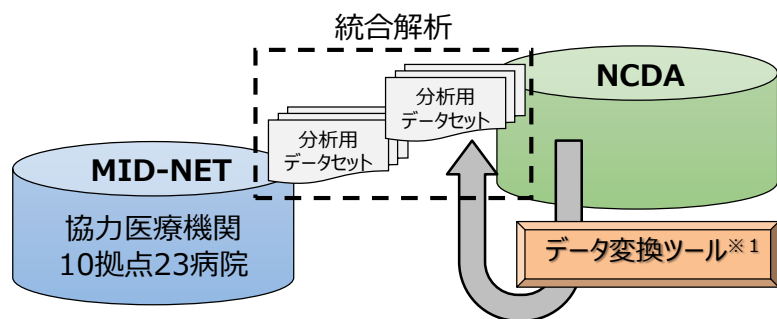 統合解析
NCDA
分析用
データセット
分析用
データセット
MID-NET
協力医療機関
10拠点23病院
データ変換ツール※1